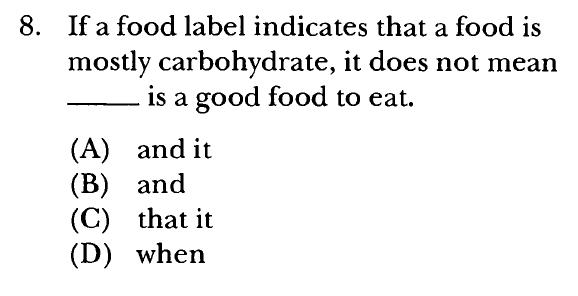 8. If a food label indicates that a food is
mostly carbohydrate, it does not mean
_____ is a good food to eat.
(A) and it
(B) and
(C) that it
(D) when